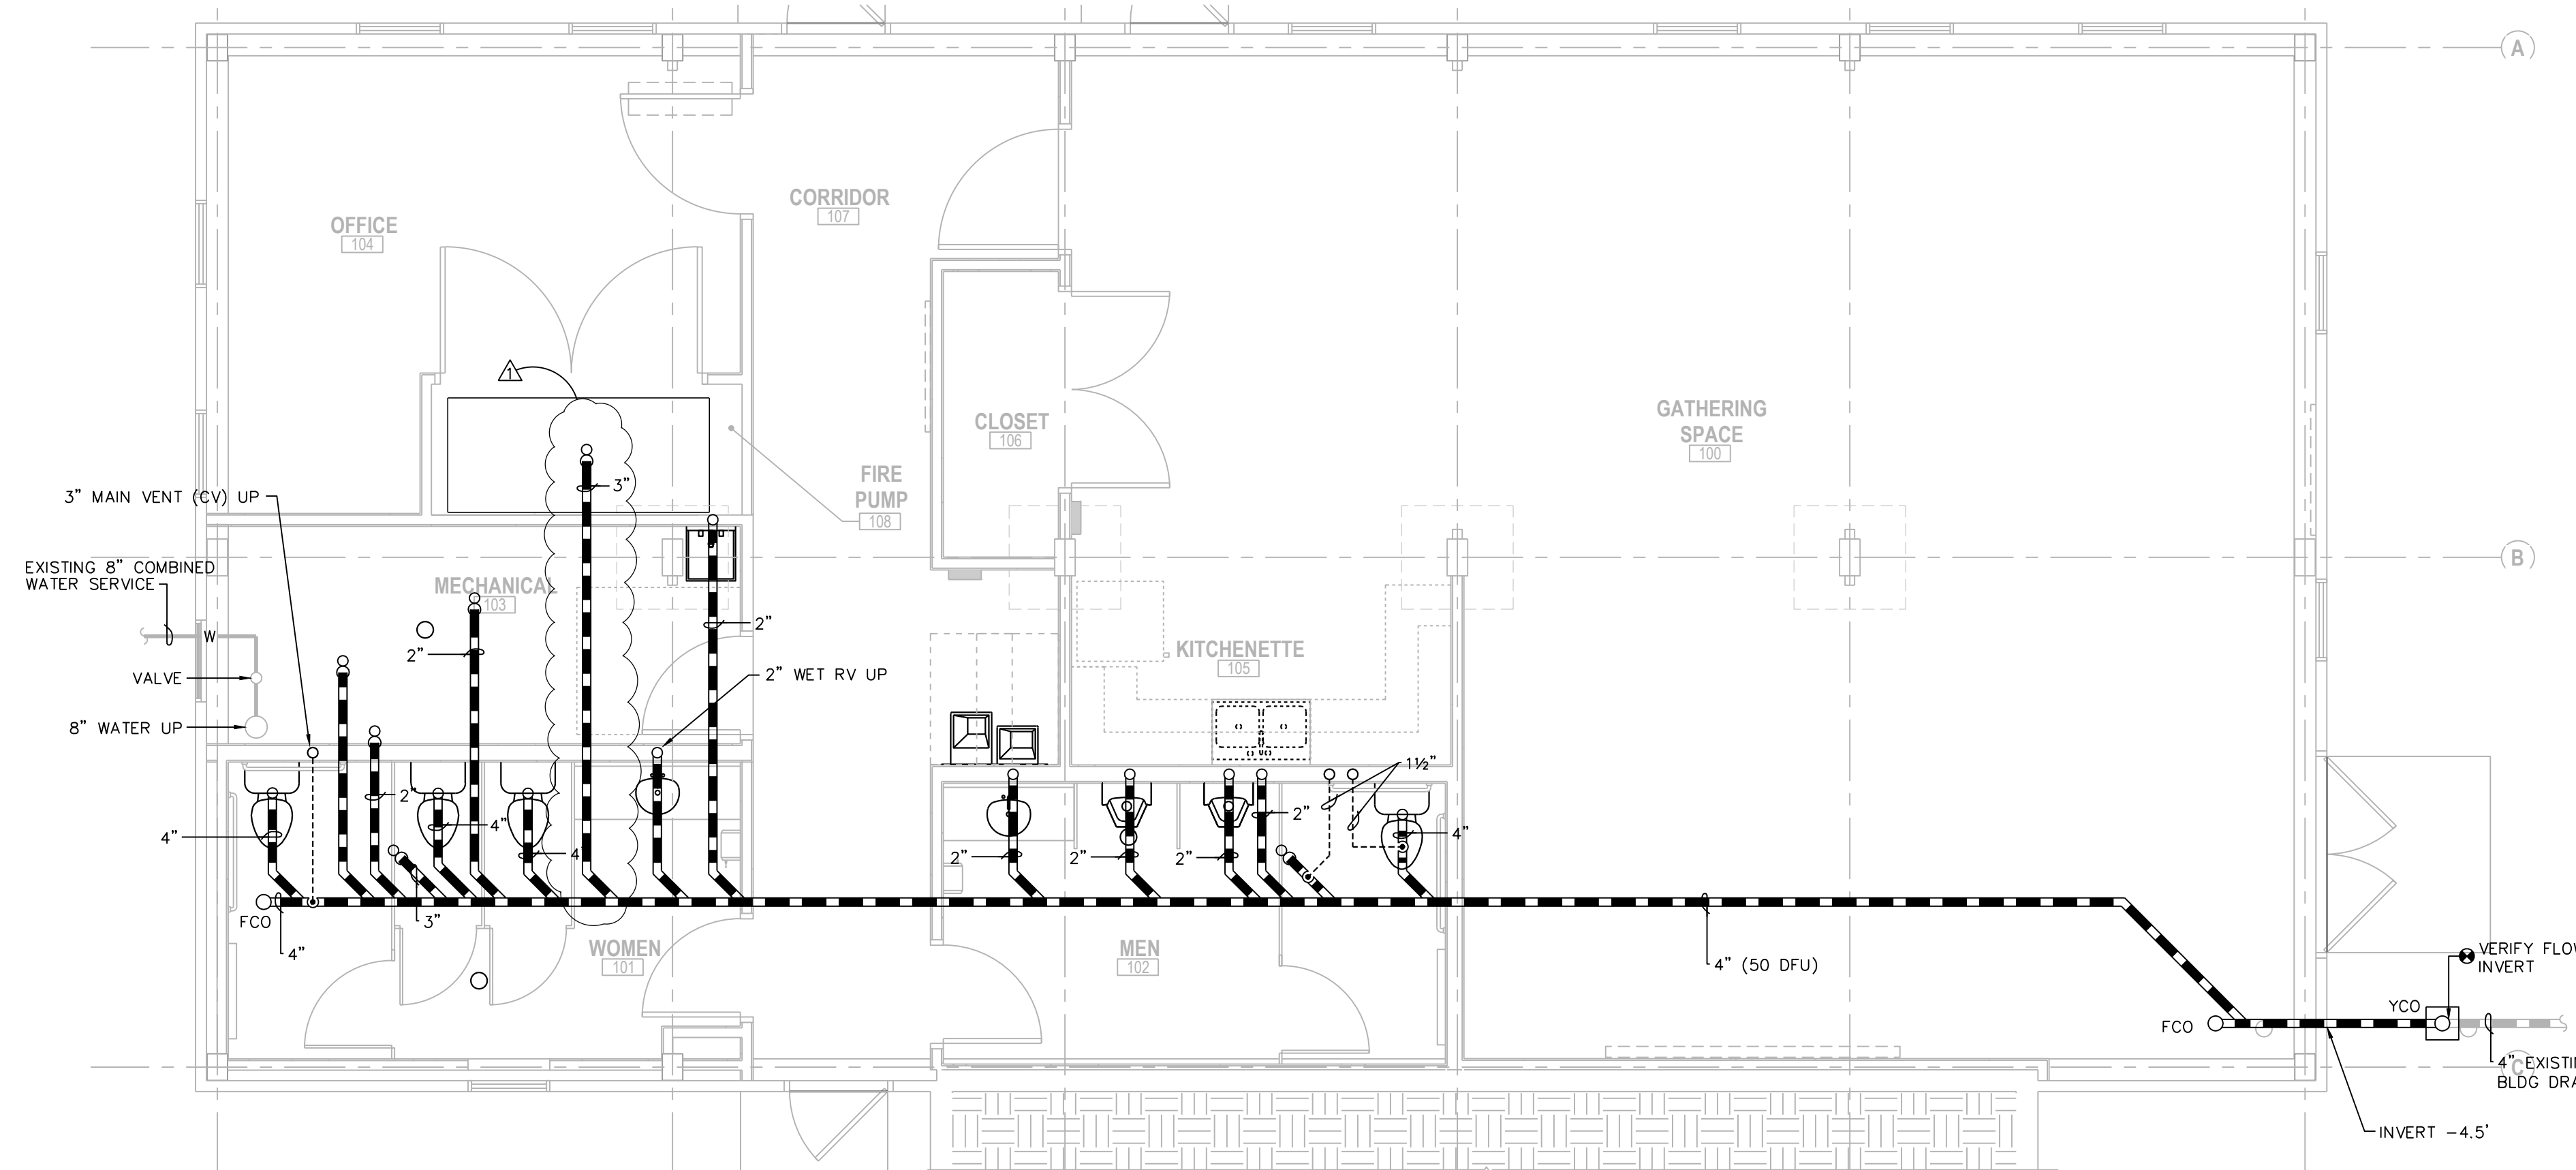 A
CORRIDOR
107
OFFICE
104
1
GATHERING
SPACE
100
CLOSET
106
FIRE
PUMP
108
3"
3" MAIN VENT (CV) UP
EXISTING 8" COMBINED
WATER SERVICE
B
MECHANICAL
103
W
2"
2"
KITCHENETTE
105
VALVE
2" WET RV UP
8" WATER UP
1½"
2"
2"
4"
4"
4"
4"
2"
2"
2"
FCO
3"
4"
WOMEN
101
MEN
102
4" (50 DFU)
VERIFY
INVERT
YCO
FCO
4"
C
BLDG
INVERT -4.5'